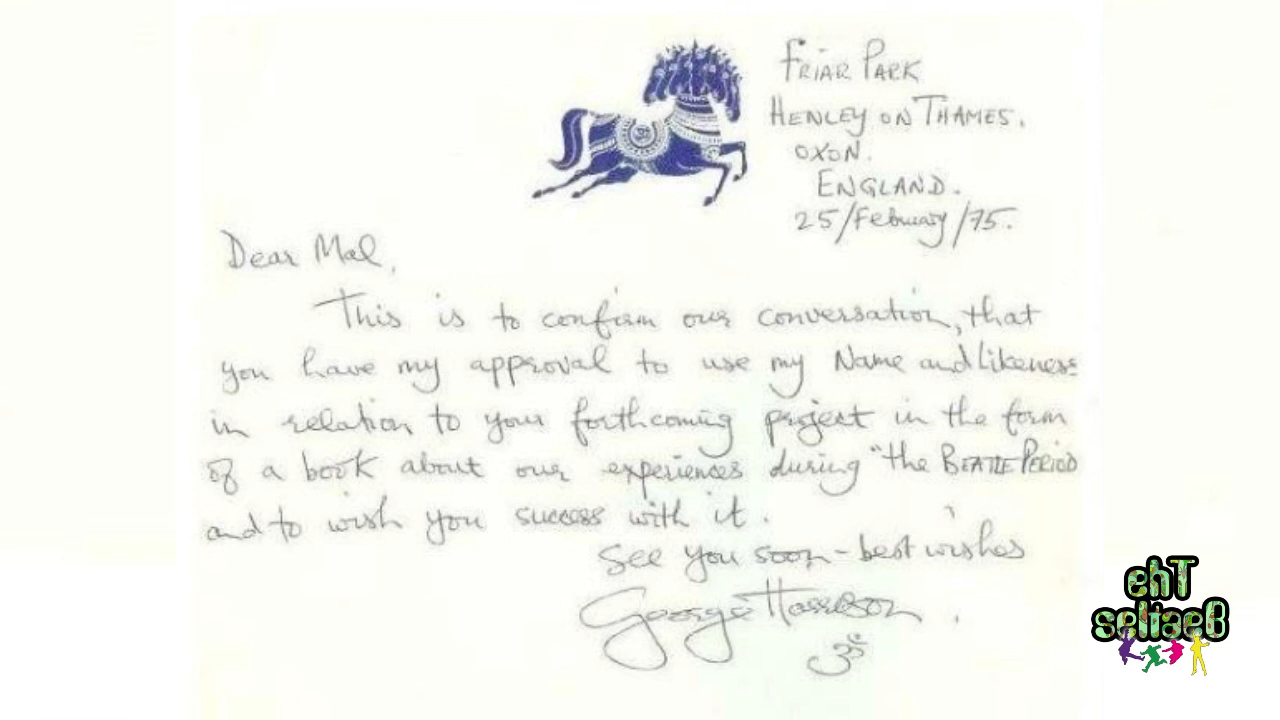 FRIAR PARK
HENLEY ON THAMES.
OXON.
ENGLAND.
25/February/75.
Dear Mal,
This is to confirm our conversation, that
you have my approval to use my Name and Likeness
in relation to your forthcoming project in the form
of a book about our experiences during "the BEATLE PERIOD
and to wish you success with it.
See you soon - best wishes
George Harrison.
ॐ
ehT
seltaeB